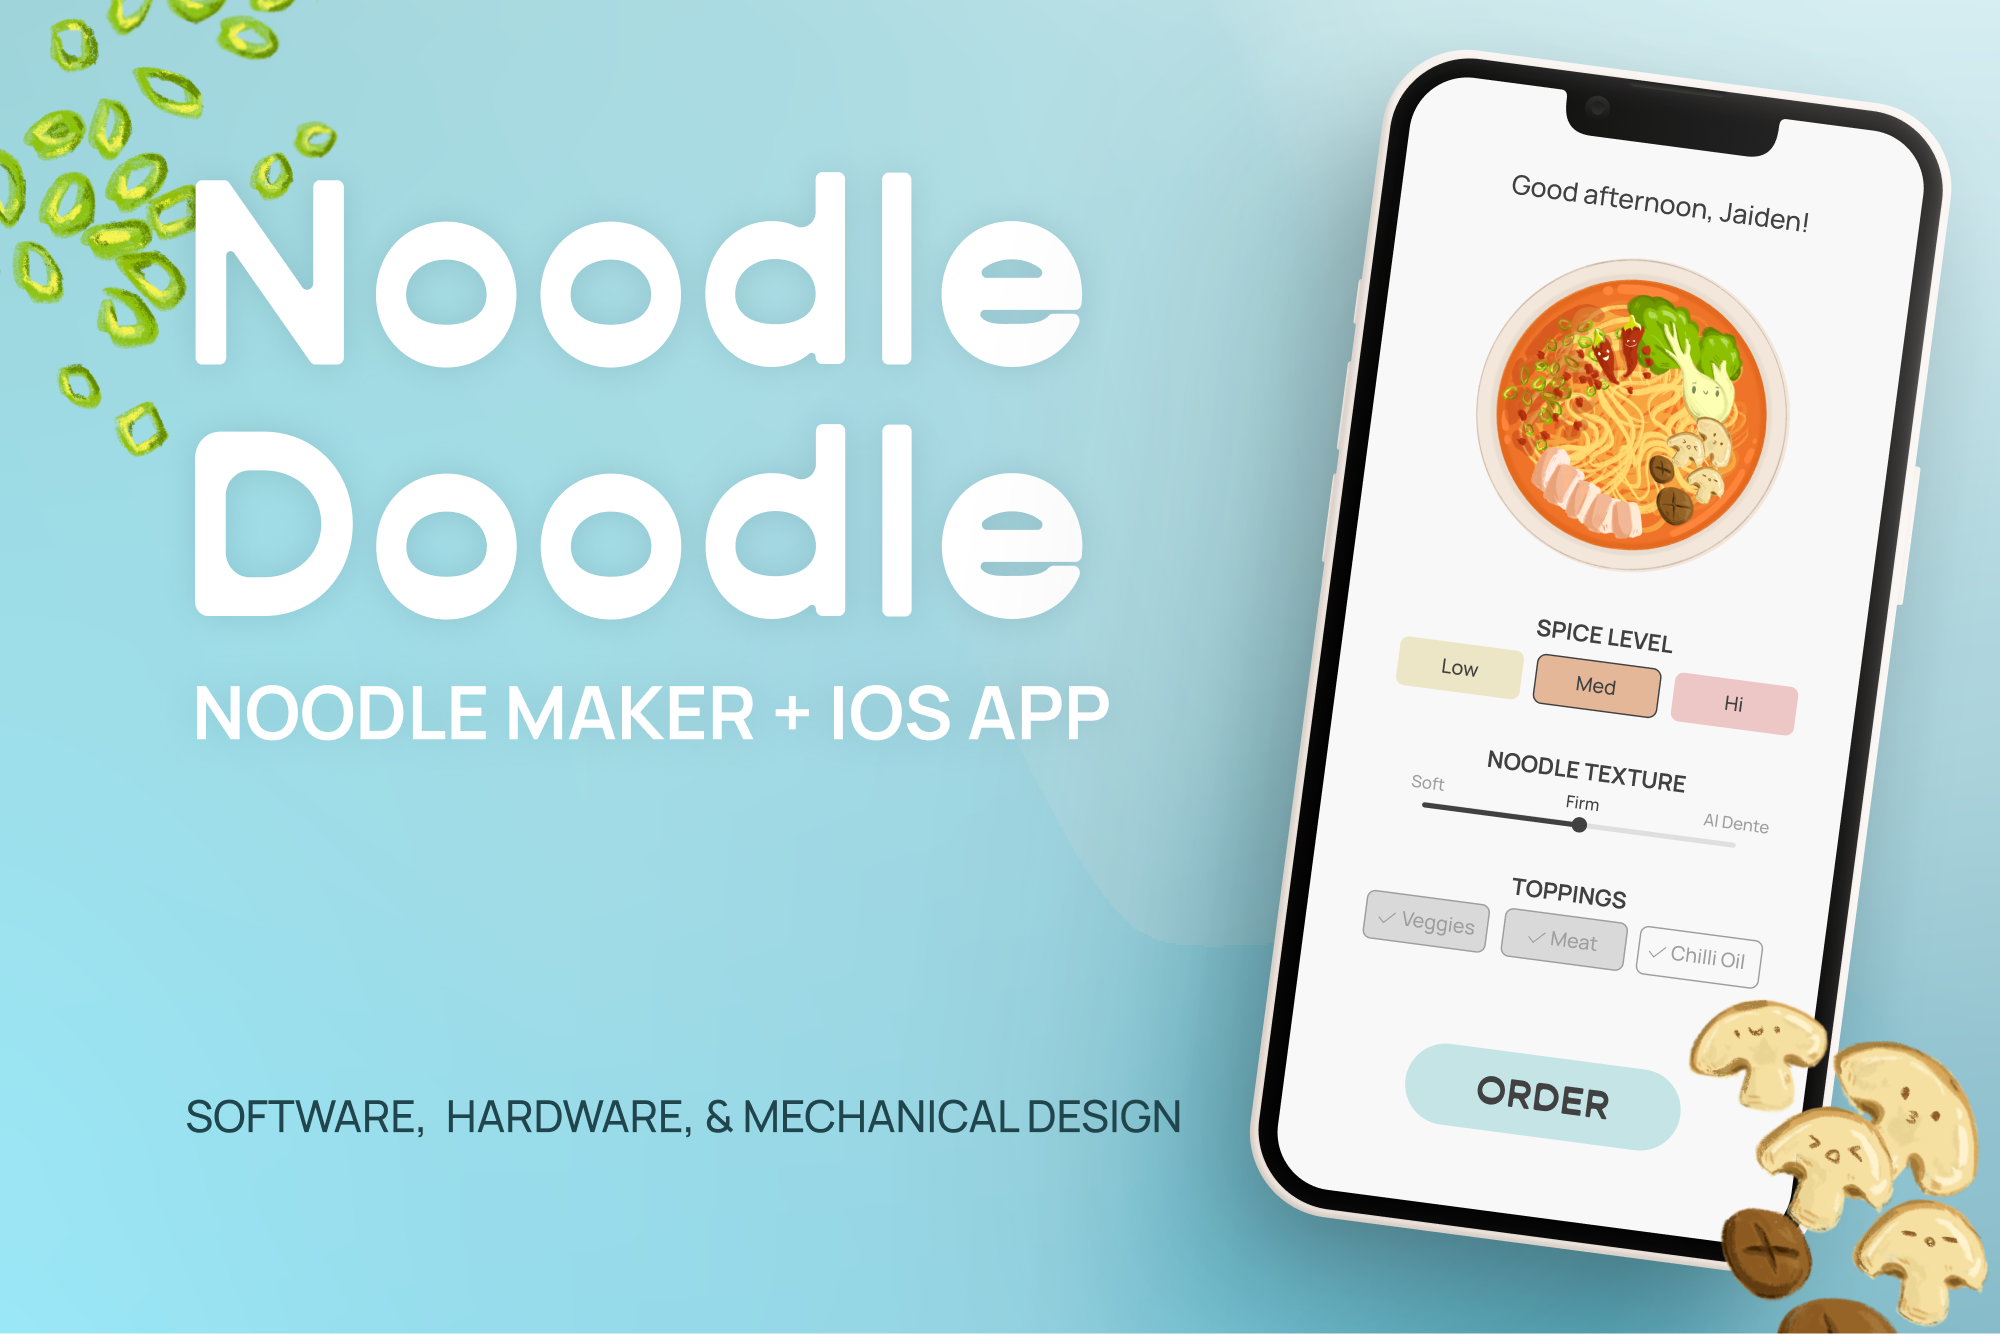 Noodle
Doodle
NOODLE MAKER + IOS APP
SOFTWARE, HARDWARE, & MECHANICAL DESIGN
Good afternoon, Jaiden!
SPICE LEVEL
Low Med Hi
NOODLE TEXTURE
Soft Firm Al Dente
TOPPINGS
✓ Veggies ✓ Meat ✓ Chilli Oil
ORDER